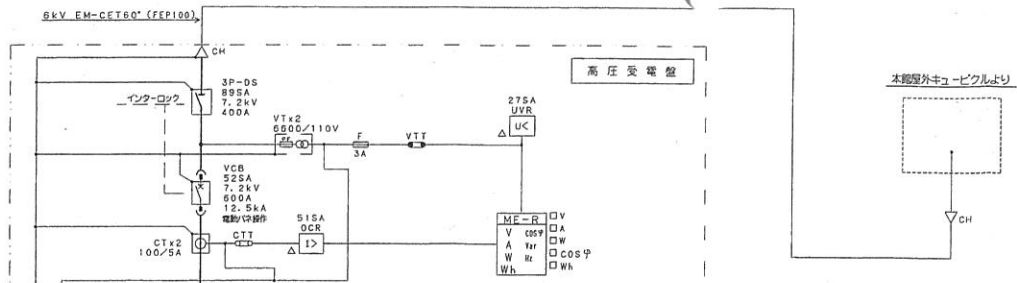 6kV EM-CET60° (FEP100)
CH
高圧受電盤
本館屋外キュービクルより
3P-DS
89SA
7.2kV
400A
インターロック
VTx2
6600/110V
PF
F
3A
VTT
27SA
UVR
U<
VCB
52SA
7.2kV
600A
12.5kA
電動バネ操作
CTx2
100/5A
CTT
51SA
OCR
I>
ME-R
V cosφ
A Var
W Hz
Wh
V
A
W
COSφ
Wh
CH